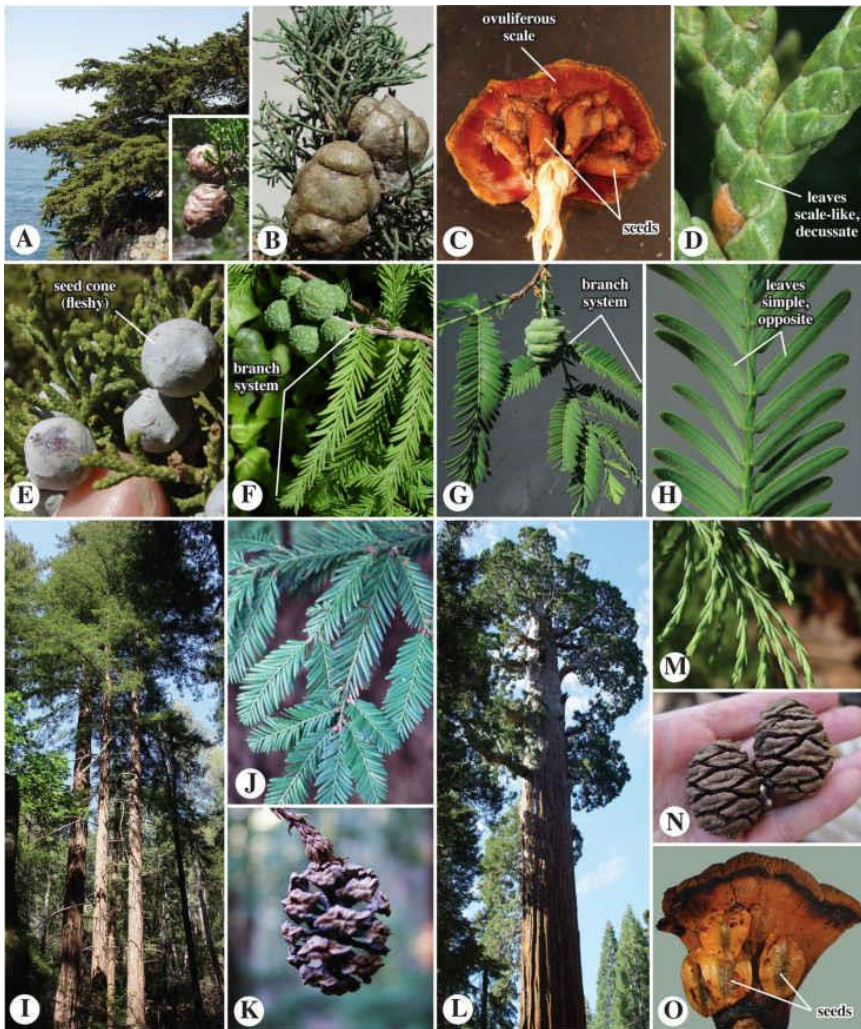 A
B
ovuliferous
scale
seeds
C
leaves
scale-like,
decussate
D
seed cone
(fleshy)
E
branch
system
F
branch
system
G
leaves
simple,
opposite
H
I
J
K
L
M
N
seeds
O